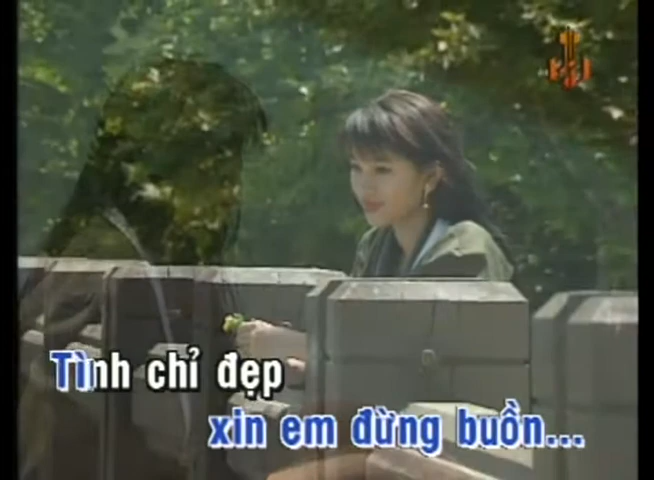 Tình chỉ đẹp
xin em đừng buồn...